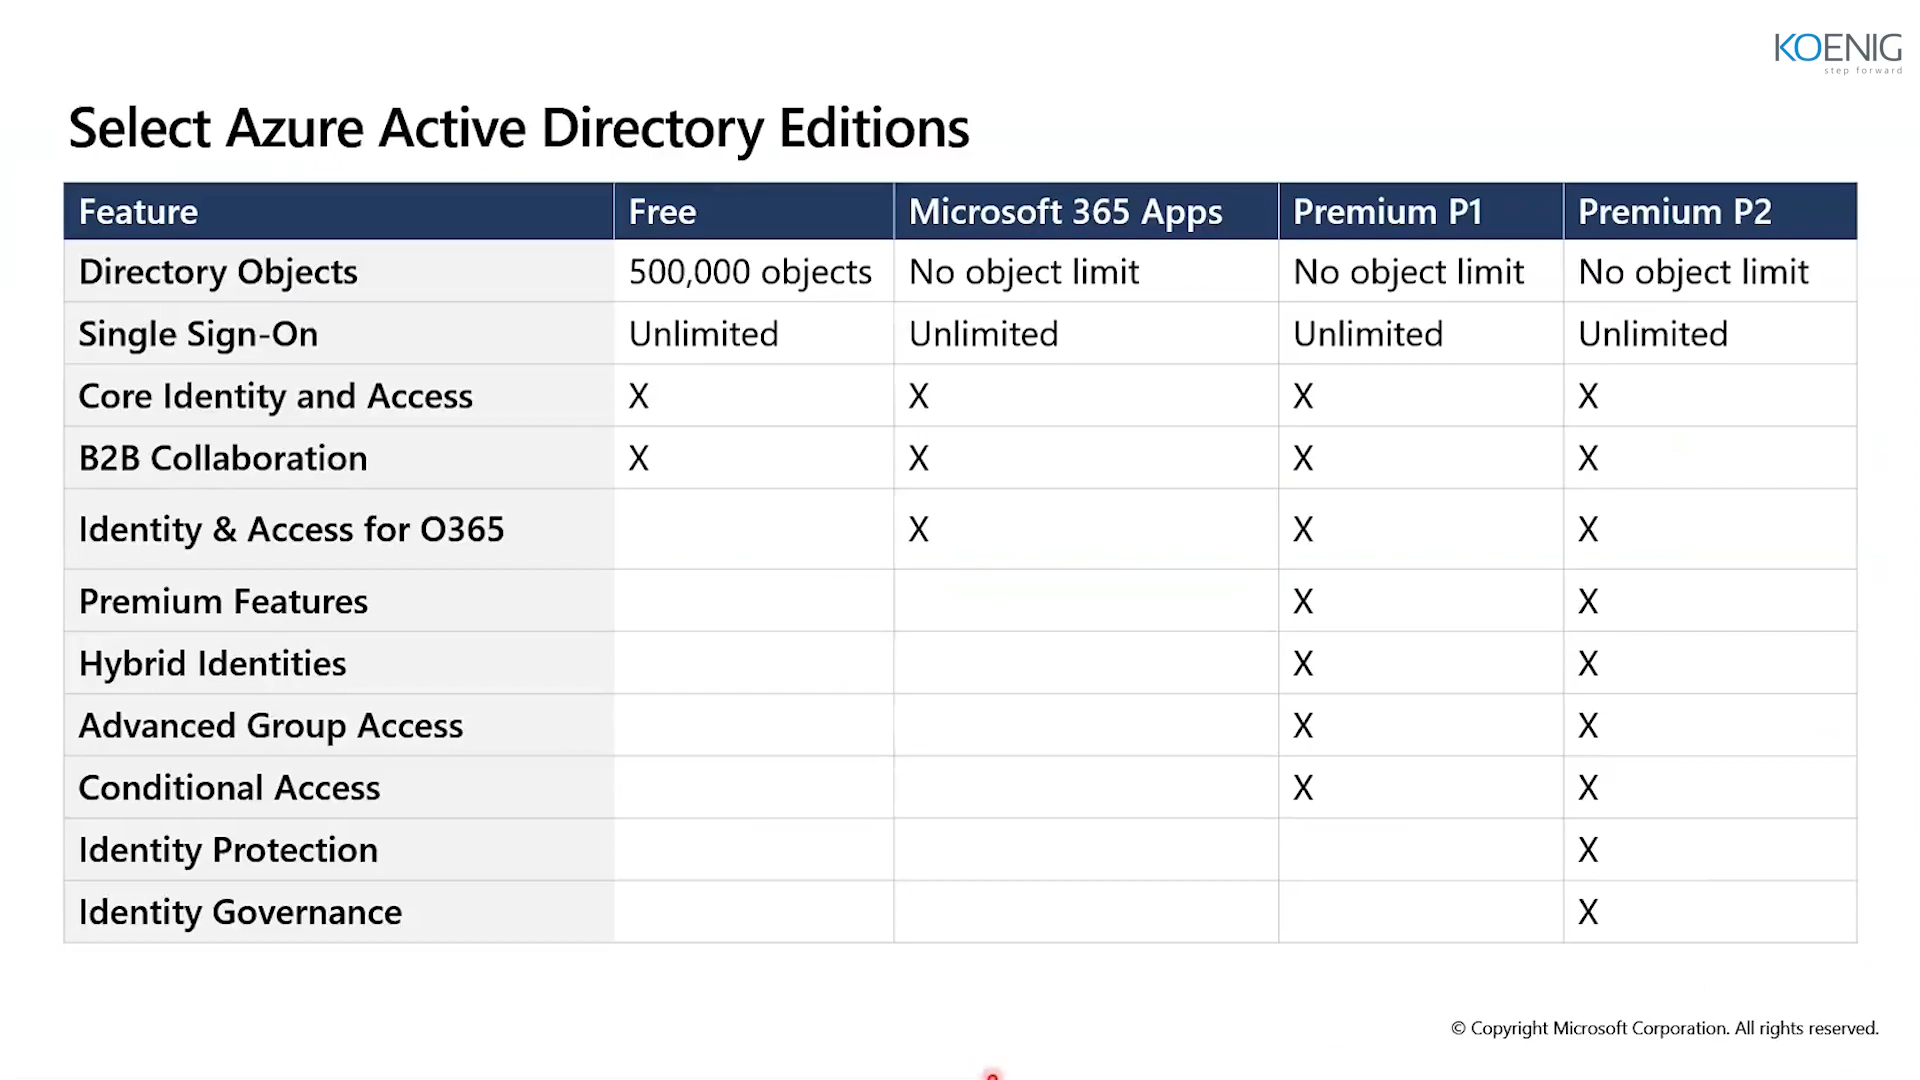 KOENIG
step forward
Select Azure Active Directory Editions
Feature Free Microsoft 365 Apps Premium P1 Premium P2
Directory Objects 500,000 objects No object limit No object limit No object limit
Single Sign-On Unlimited Unlimited Unlimited Unlimited
Core Identity and Access X X X X
B2B Collaboration X X X X
Identity & Access for O365 X X X
Premium Features X X
Hybrid Identities X X
Advanced Group Access X X
Conditional Access X X
Identity Protection X
Identity Governance X
© Copyright Microsoft Corporation. All rights reserved.